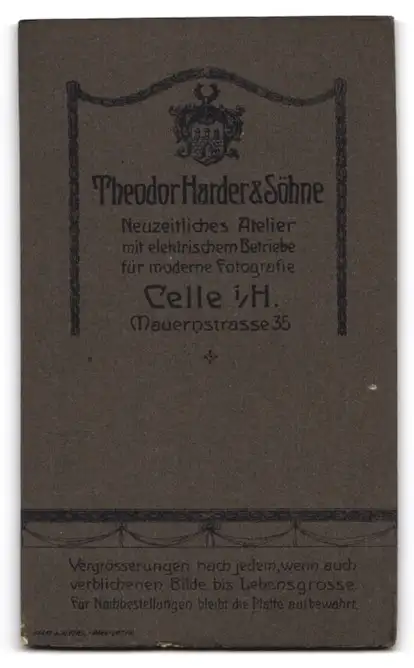 Theodor Harder & Söhne
Neuzeitliches Atelier
mit elektrischem Betriebe
für moderne Fotografie
Celle i/H.
Mauernstrasse 35
Vergrösserungen nach jedem, wenn auch
verblichenen Bilde bis Lebensgrosse.
Für Nachbestellungen bleibt die Platte aufbewahrt.